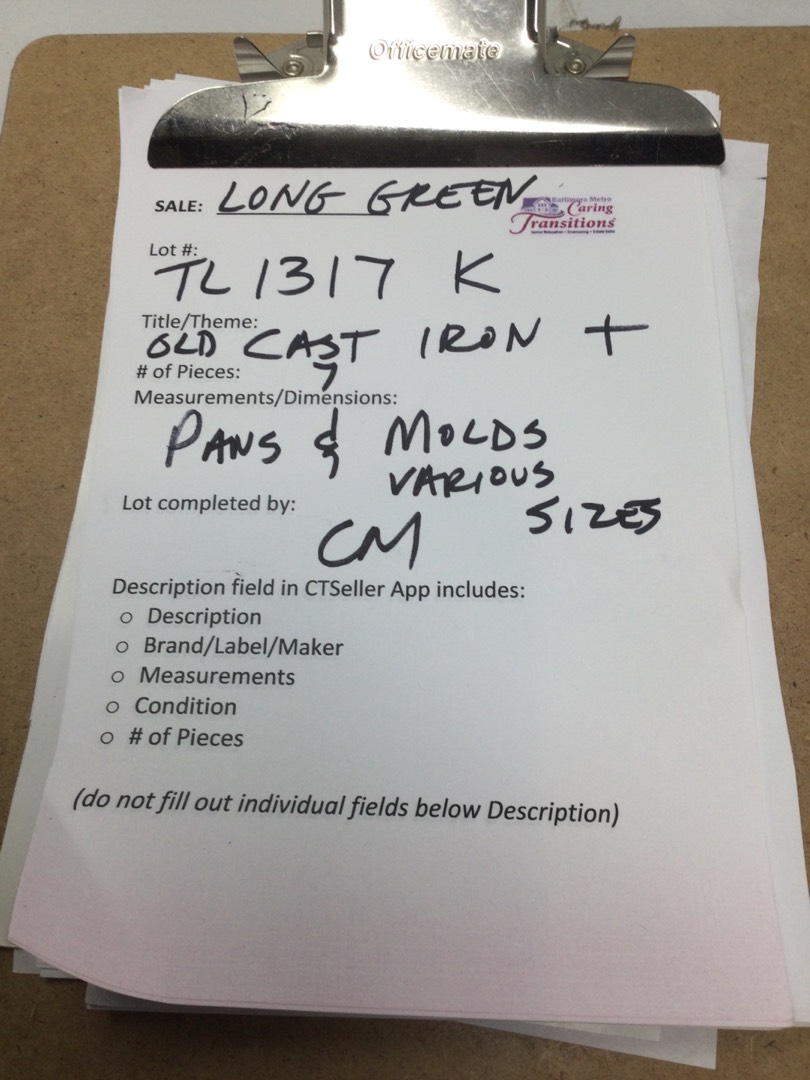 Officemate
SALE: LONG GREEN
Baltimore Metro
Caring
Transitions
Lot #:
TL 1317 K
Title/Theme:
OLD CAST IRON +
# of Pieces: 7
Measurements/Dimensions:
PANS & MOLDS
VARIOUS
SIZES
Lot completed by:
CM
Description field in CTSeller App includes:
○ Description
○ Brand/Label/Maker
○ Measurements
○ Condition
○ # of Pieces
(do not fill out individual fields below Description)